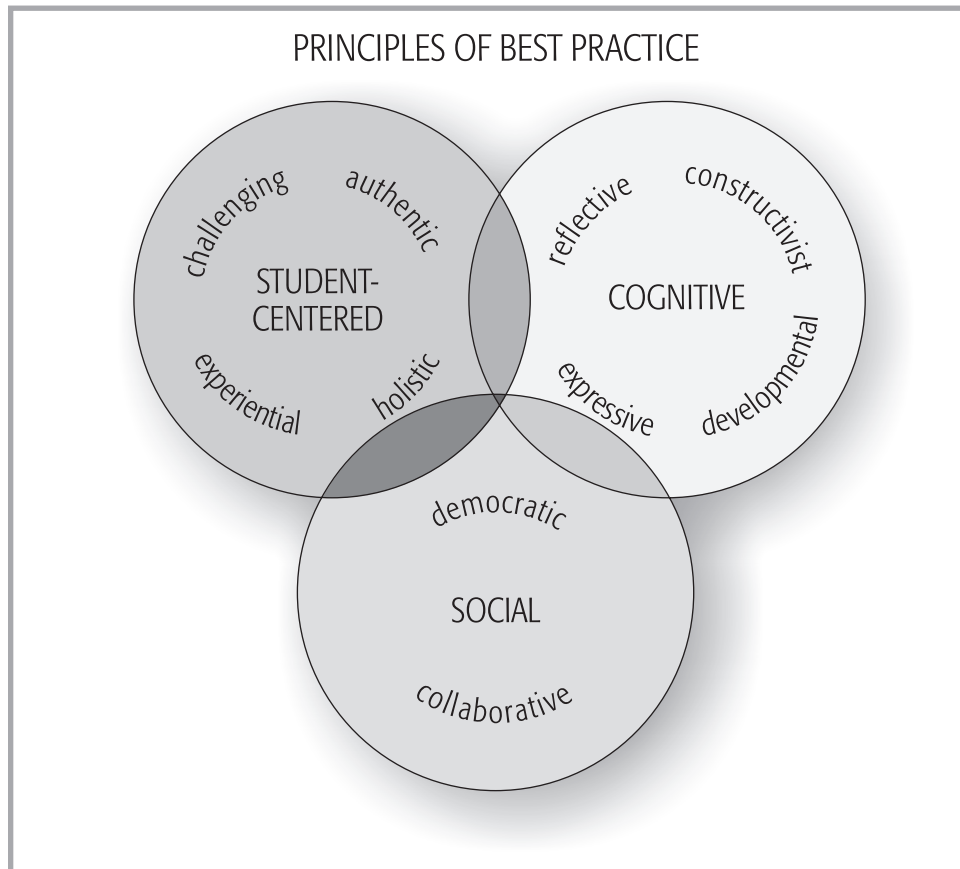 PRINCIPLES OF BEST PRACTICE
challenging
authentic
STUDENT-
CENTERED
experiential
holistic
reflective
constructivist
COGNITIVE
expressive
developmental
democratic
SOCIAL
collaborative